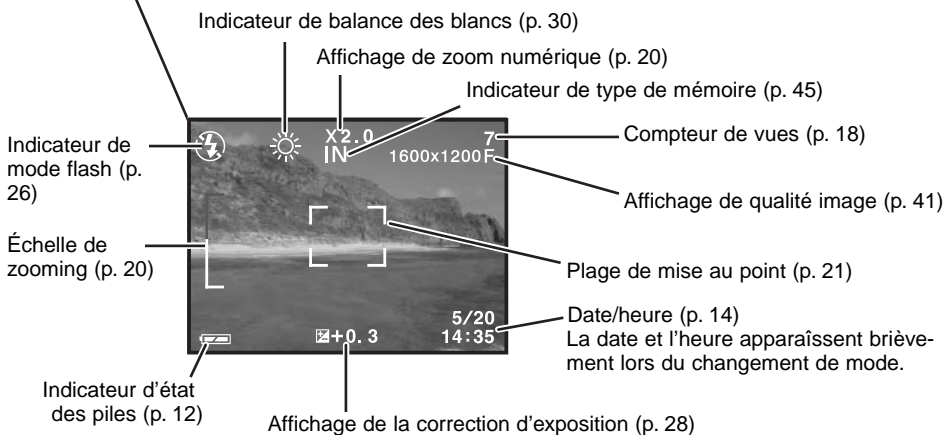 Indicateur de balance des blancs (p. 30)
Affichage de zoom numérique (p. 20)
Indicateur de type de mémoire (p. 45)
Indicateur de
mode flash (p.
26)
Échelle de
zooming (p. 20)
X2.0
IN
7
1600x1200F
5/20
14:35
+0.3
Compteur de vues (p. 18)
Affichage de qualité image (p. 41)
Plage de mise au point (p. 21)
Date/heure (p. 14)
La date et l'heure apparaîssent briève-
ment lors du changement de mode.
Indicateur d'état
des piles (p. 12)
Affichage de la correction d'exposition (p. 28)